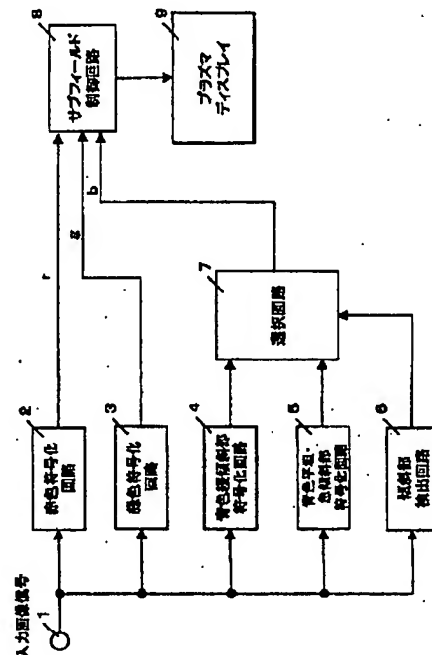 入力画像信号
1
2
赤色符号化
回路
3
緑色符号化
回路
4
青色緩傾斜部
符号化回路
5
青色平坦・
急傾斜部
符号化回路
6
傾斜部
検出回路
7
選択回路
r
g
b
8
サブフィールド
制御回路
9
プラズマ
ディスプレイ